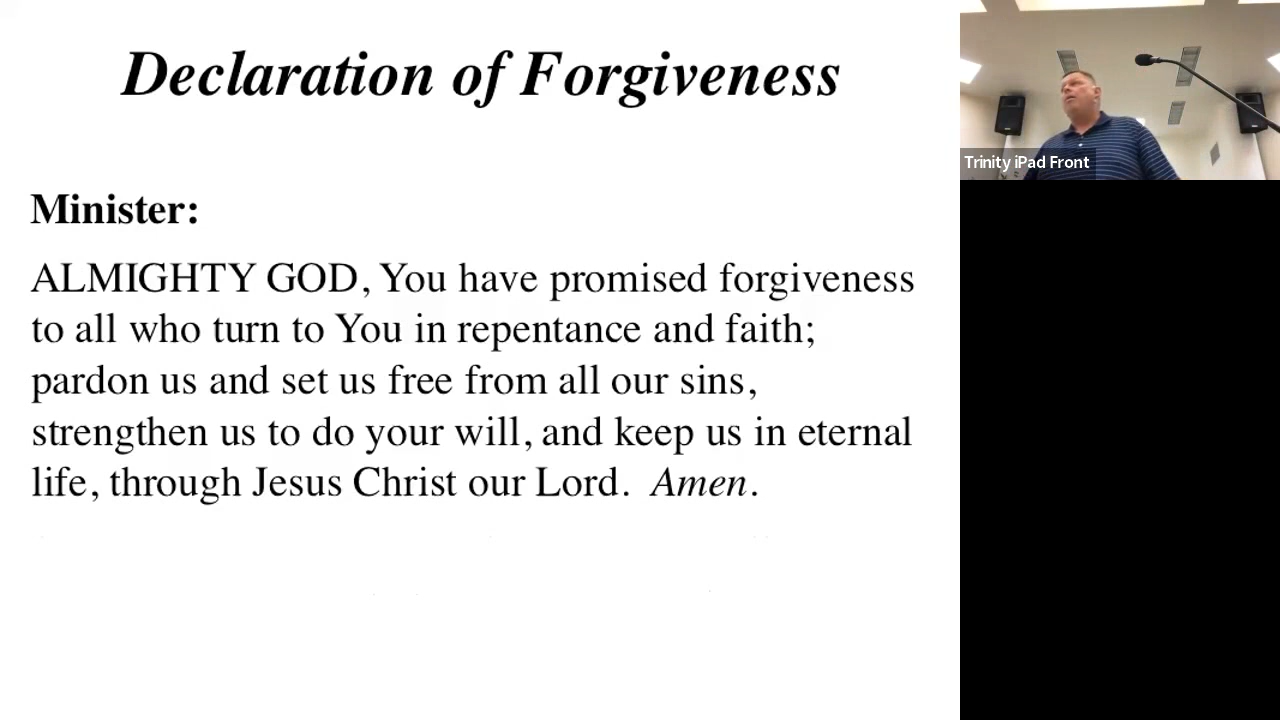 Declaration of Forgiveness
Minister:
ALMIGHTY GOD, You have promised forgiveness
to all who turn to You in repentance and faith;
pardon us and set us free from all our sins,
strengthen us to do your will, and keep us in eternal
life, through Jesus Christ our Lord.  Amen.
Trinity iPad Front